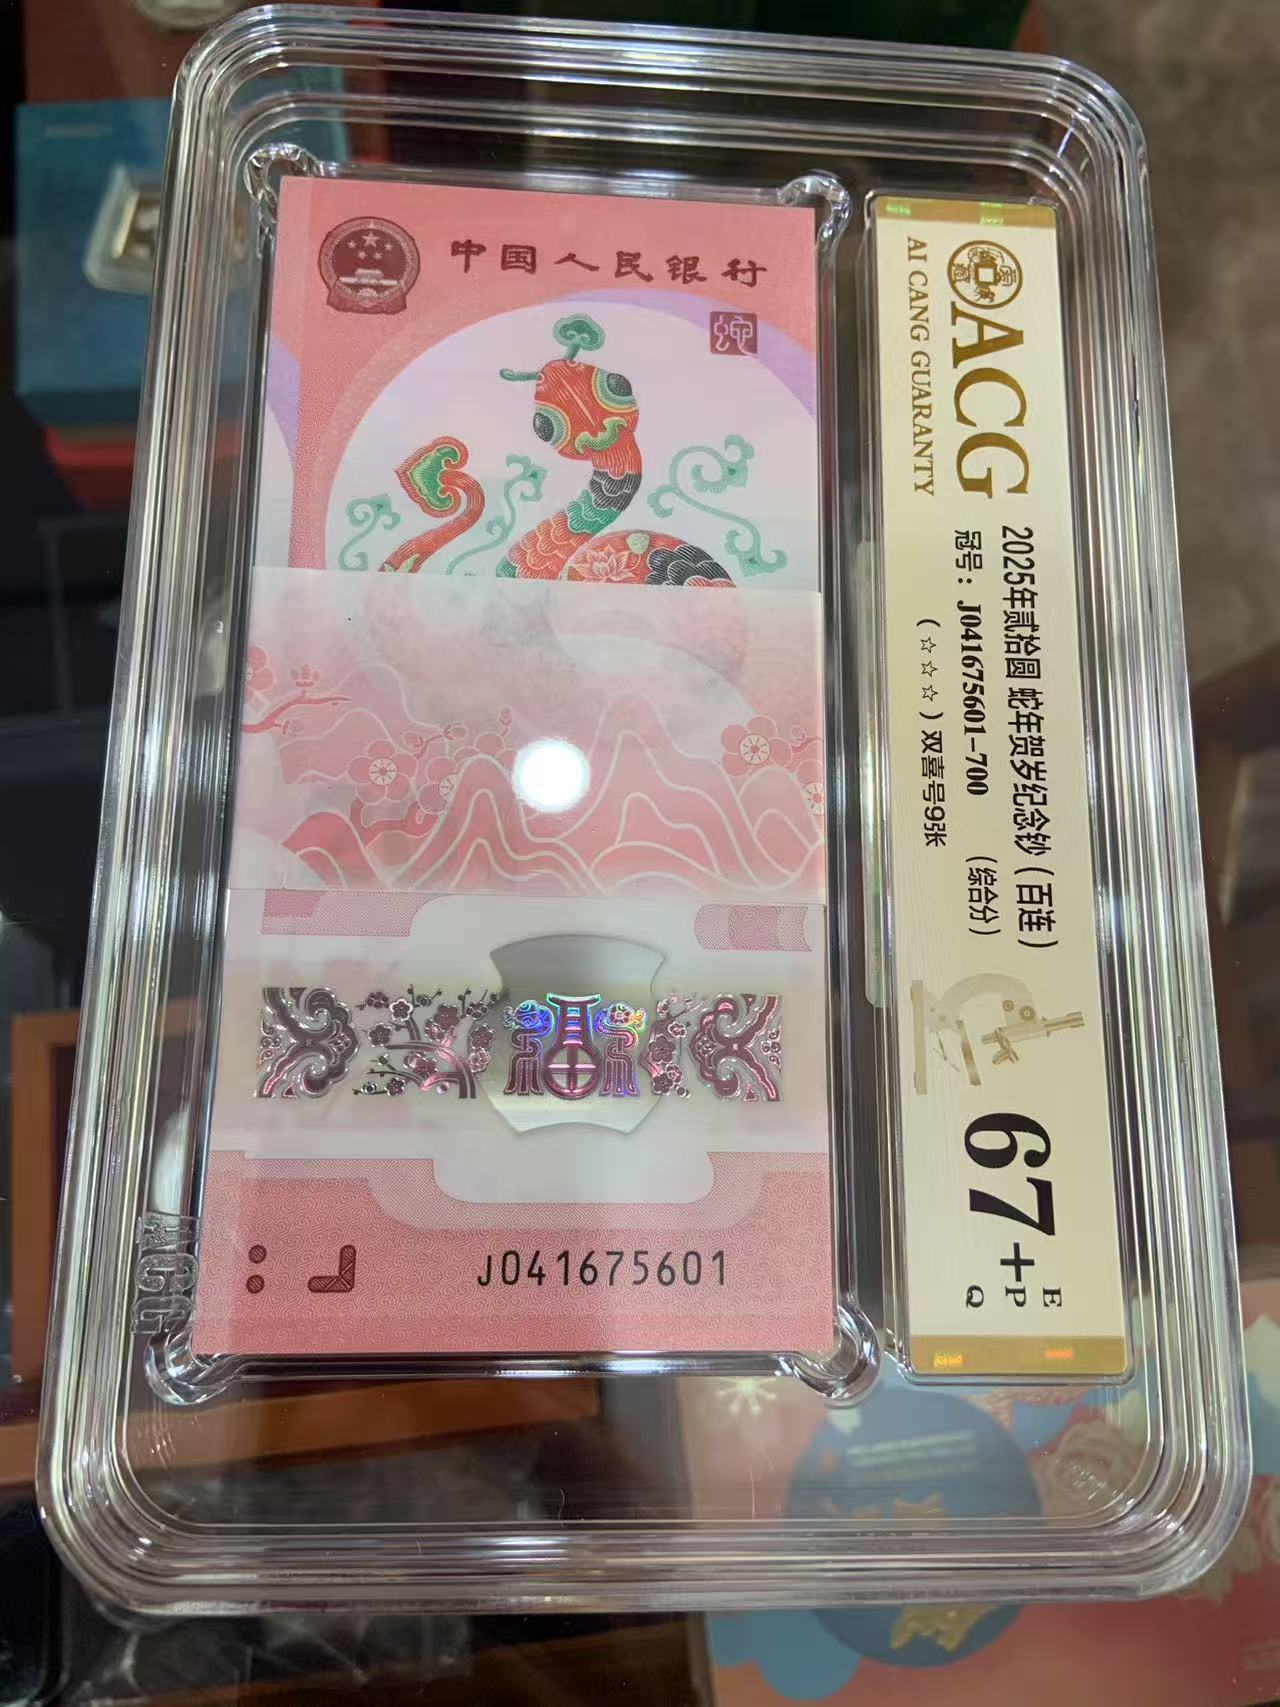 中国人民银行
蛇
J041675601
ACG
AI CANG GUARANTY
2025年贰拾圆 蛇年贺岁纪念钞（百连）
冠号：J041675601-700 （综合分）
（☆☆☆）双喜号9张
67+
E
P
Q
ACG